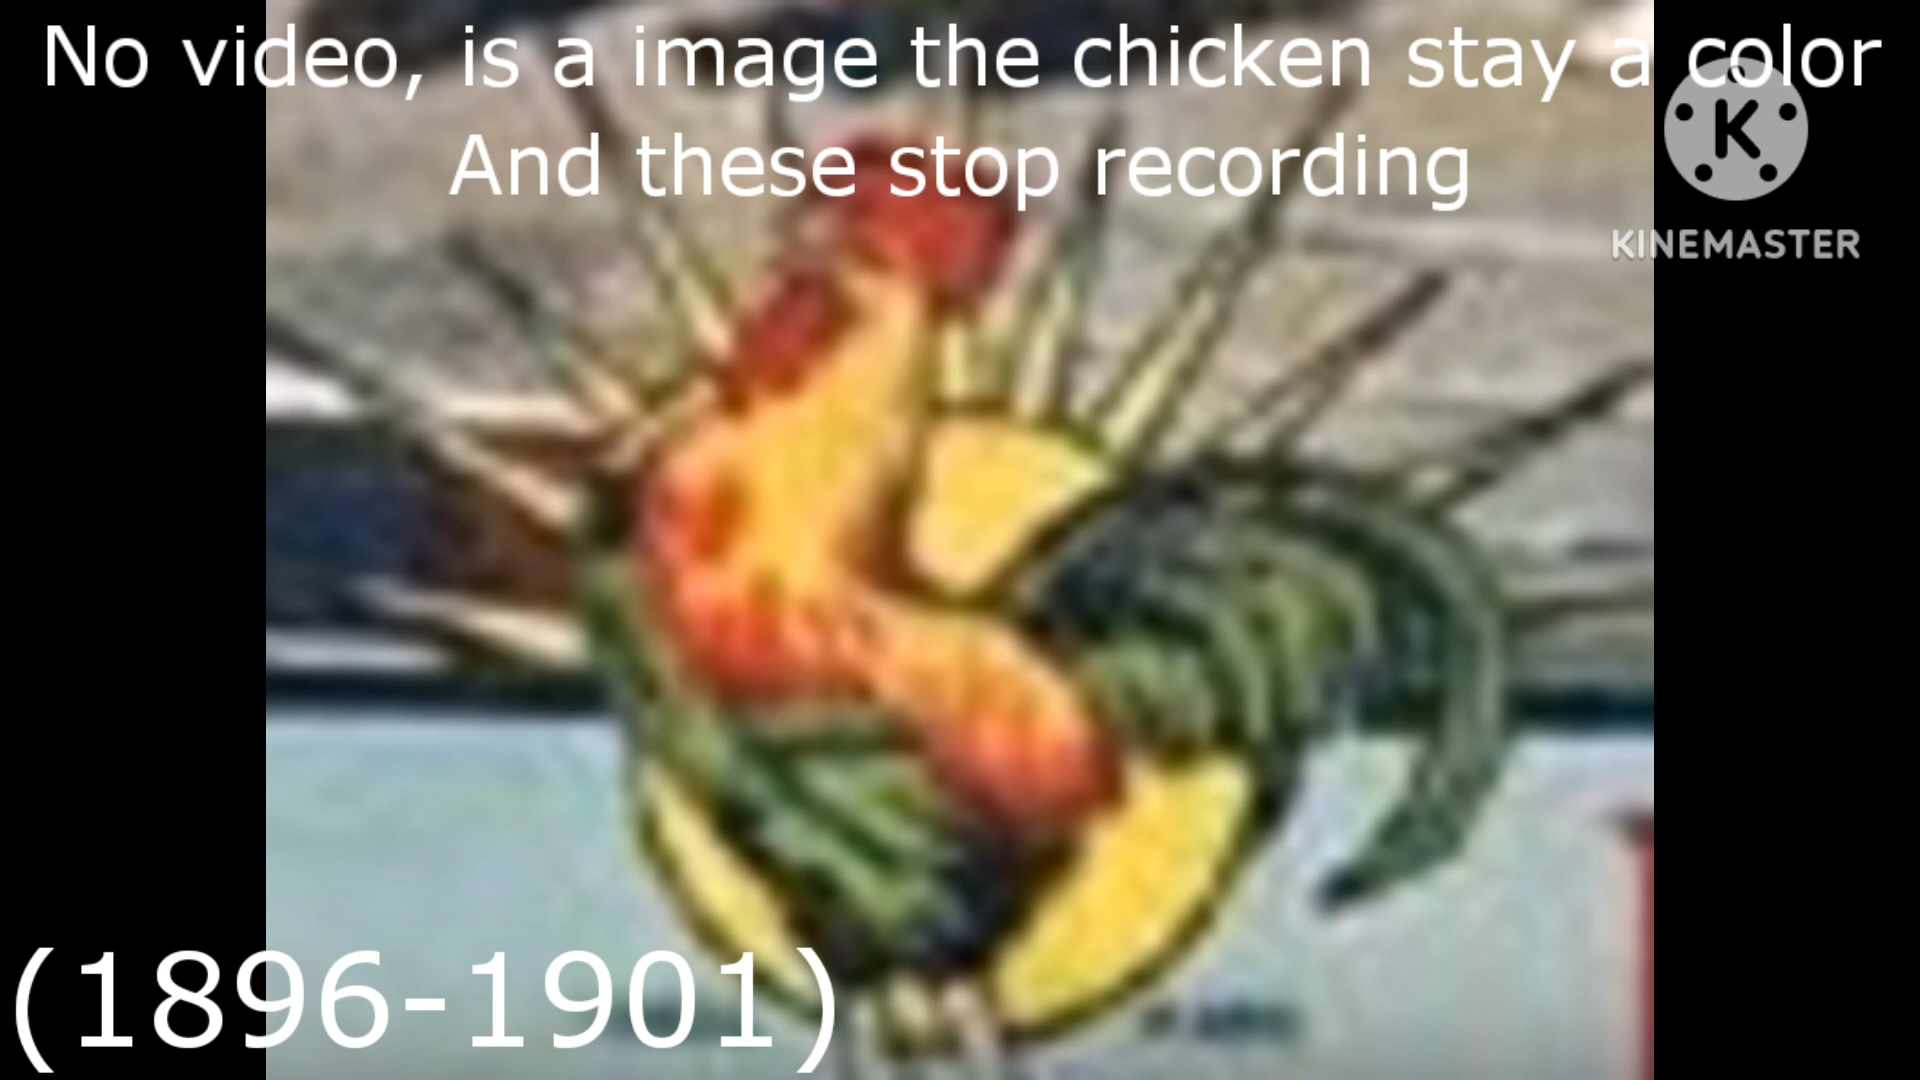 No video, is a image the chicken stay a color
And these stop recording
K
KINEMASTER
(1896-1901)